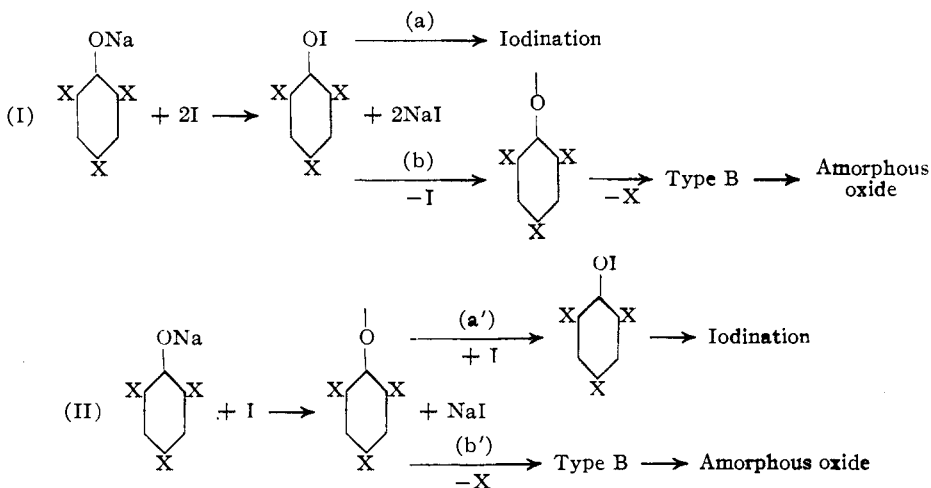 (a)
ONa OI Iodination
X X X X O
(I) + 2I + 2NaI
X X (b) X X Type B Amorphous oxide
−I −X
X
OI
(a′)
ONa O X X Iodination
+ I
X X X X X
(II) + I + NaI
X X (b′)
Type B Amorphous oxide
−X